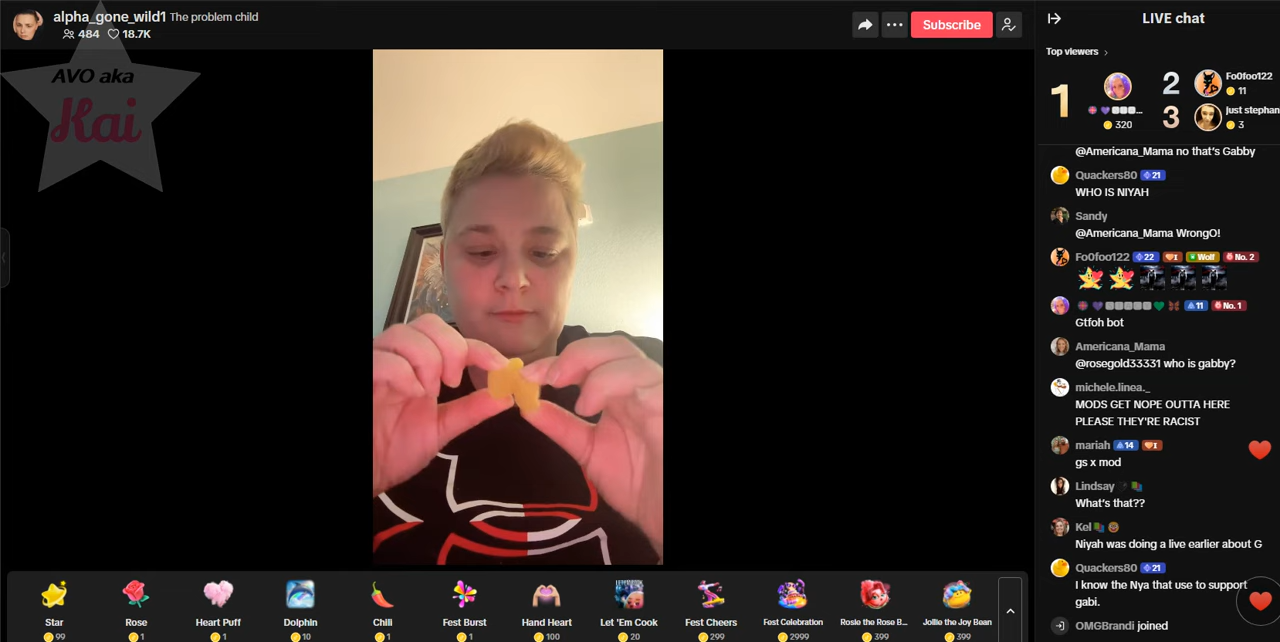 alpha_gone_wild1 The problem child
484 18.7K
Subscribe
AVO aka
Kai
LIVE chat
Top viewers
1
...
320
2
Fo0foo122
11
3
just stephan
3
@Americana_Mama no that's Gabby
Quackers80 21
WHO IS NIYAH
Sandy
@Americana_Mama WrongO!
Fo0foo122 22 I Wolf No. 2
11 No. 1
Gtfoh bot
Americana_Mama
@rosegold33331 who is gabby?
michele.linea._
MODS GET NOPE OUTTA HERE
PLEASE THEY'RE RACIST
mariah 14 I
gs x mod
Lindsay
What's that??
Kel
Niyah was doing a live earlier about G
Quackers80 21
I know the Nya that use to support
gabi.
OMGBrandi joined
Star
99
Rose
1
Heart Puff
1
Dolphin
10
Chili
1
Fest Burst
1
Hand Heart
100
Let 'Em Cook
20
Fest Cheers
299
Fest Celebration
2999
Rosie the Rose B...
399
Jollie the Joy Bean
399